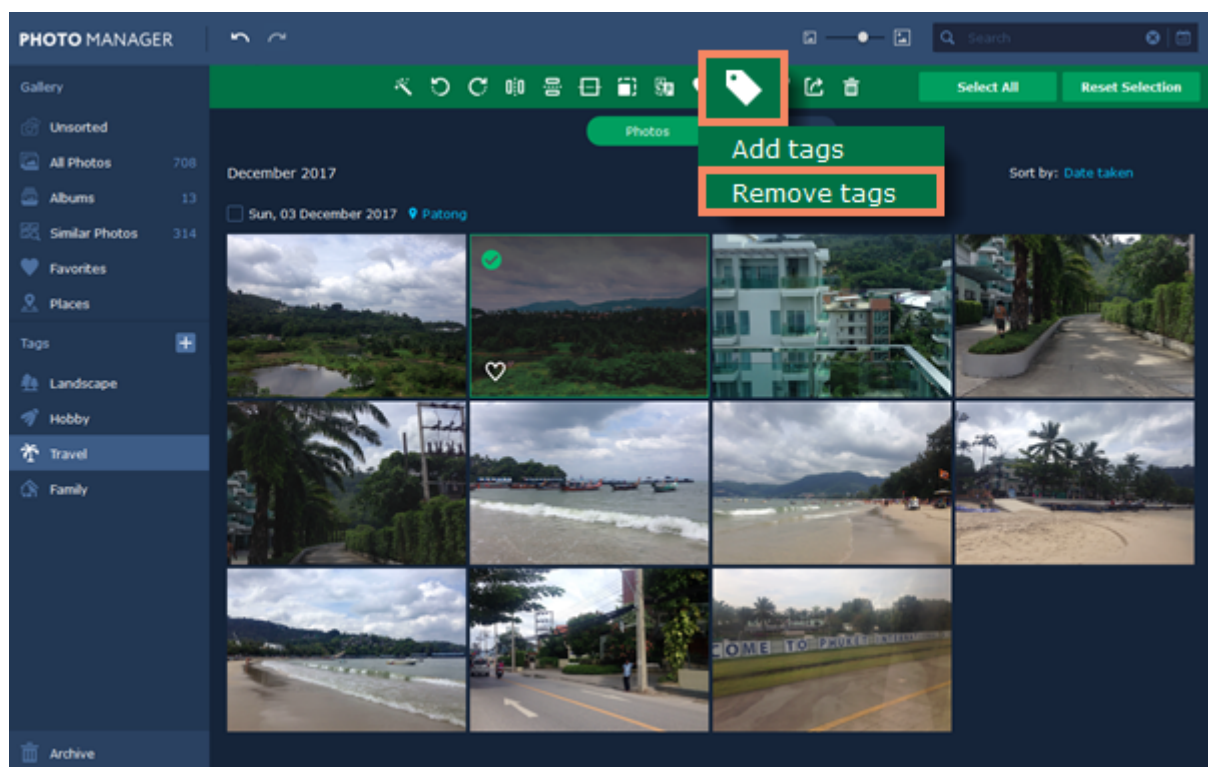 PHOTO MANAGER
Search
Gallery
Select All
Reset Selection
Unsorted
Photos
All Photos 708
Add tags
December 2017
Sort by: Date taken
Albums 13
Remove tags
Sun, 03 December 2017 Patong
Similar Photos 314
Favorites
Places
Tags
Landscape
Hobby
Travel
Family
COME TO PHUKET
Archive